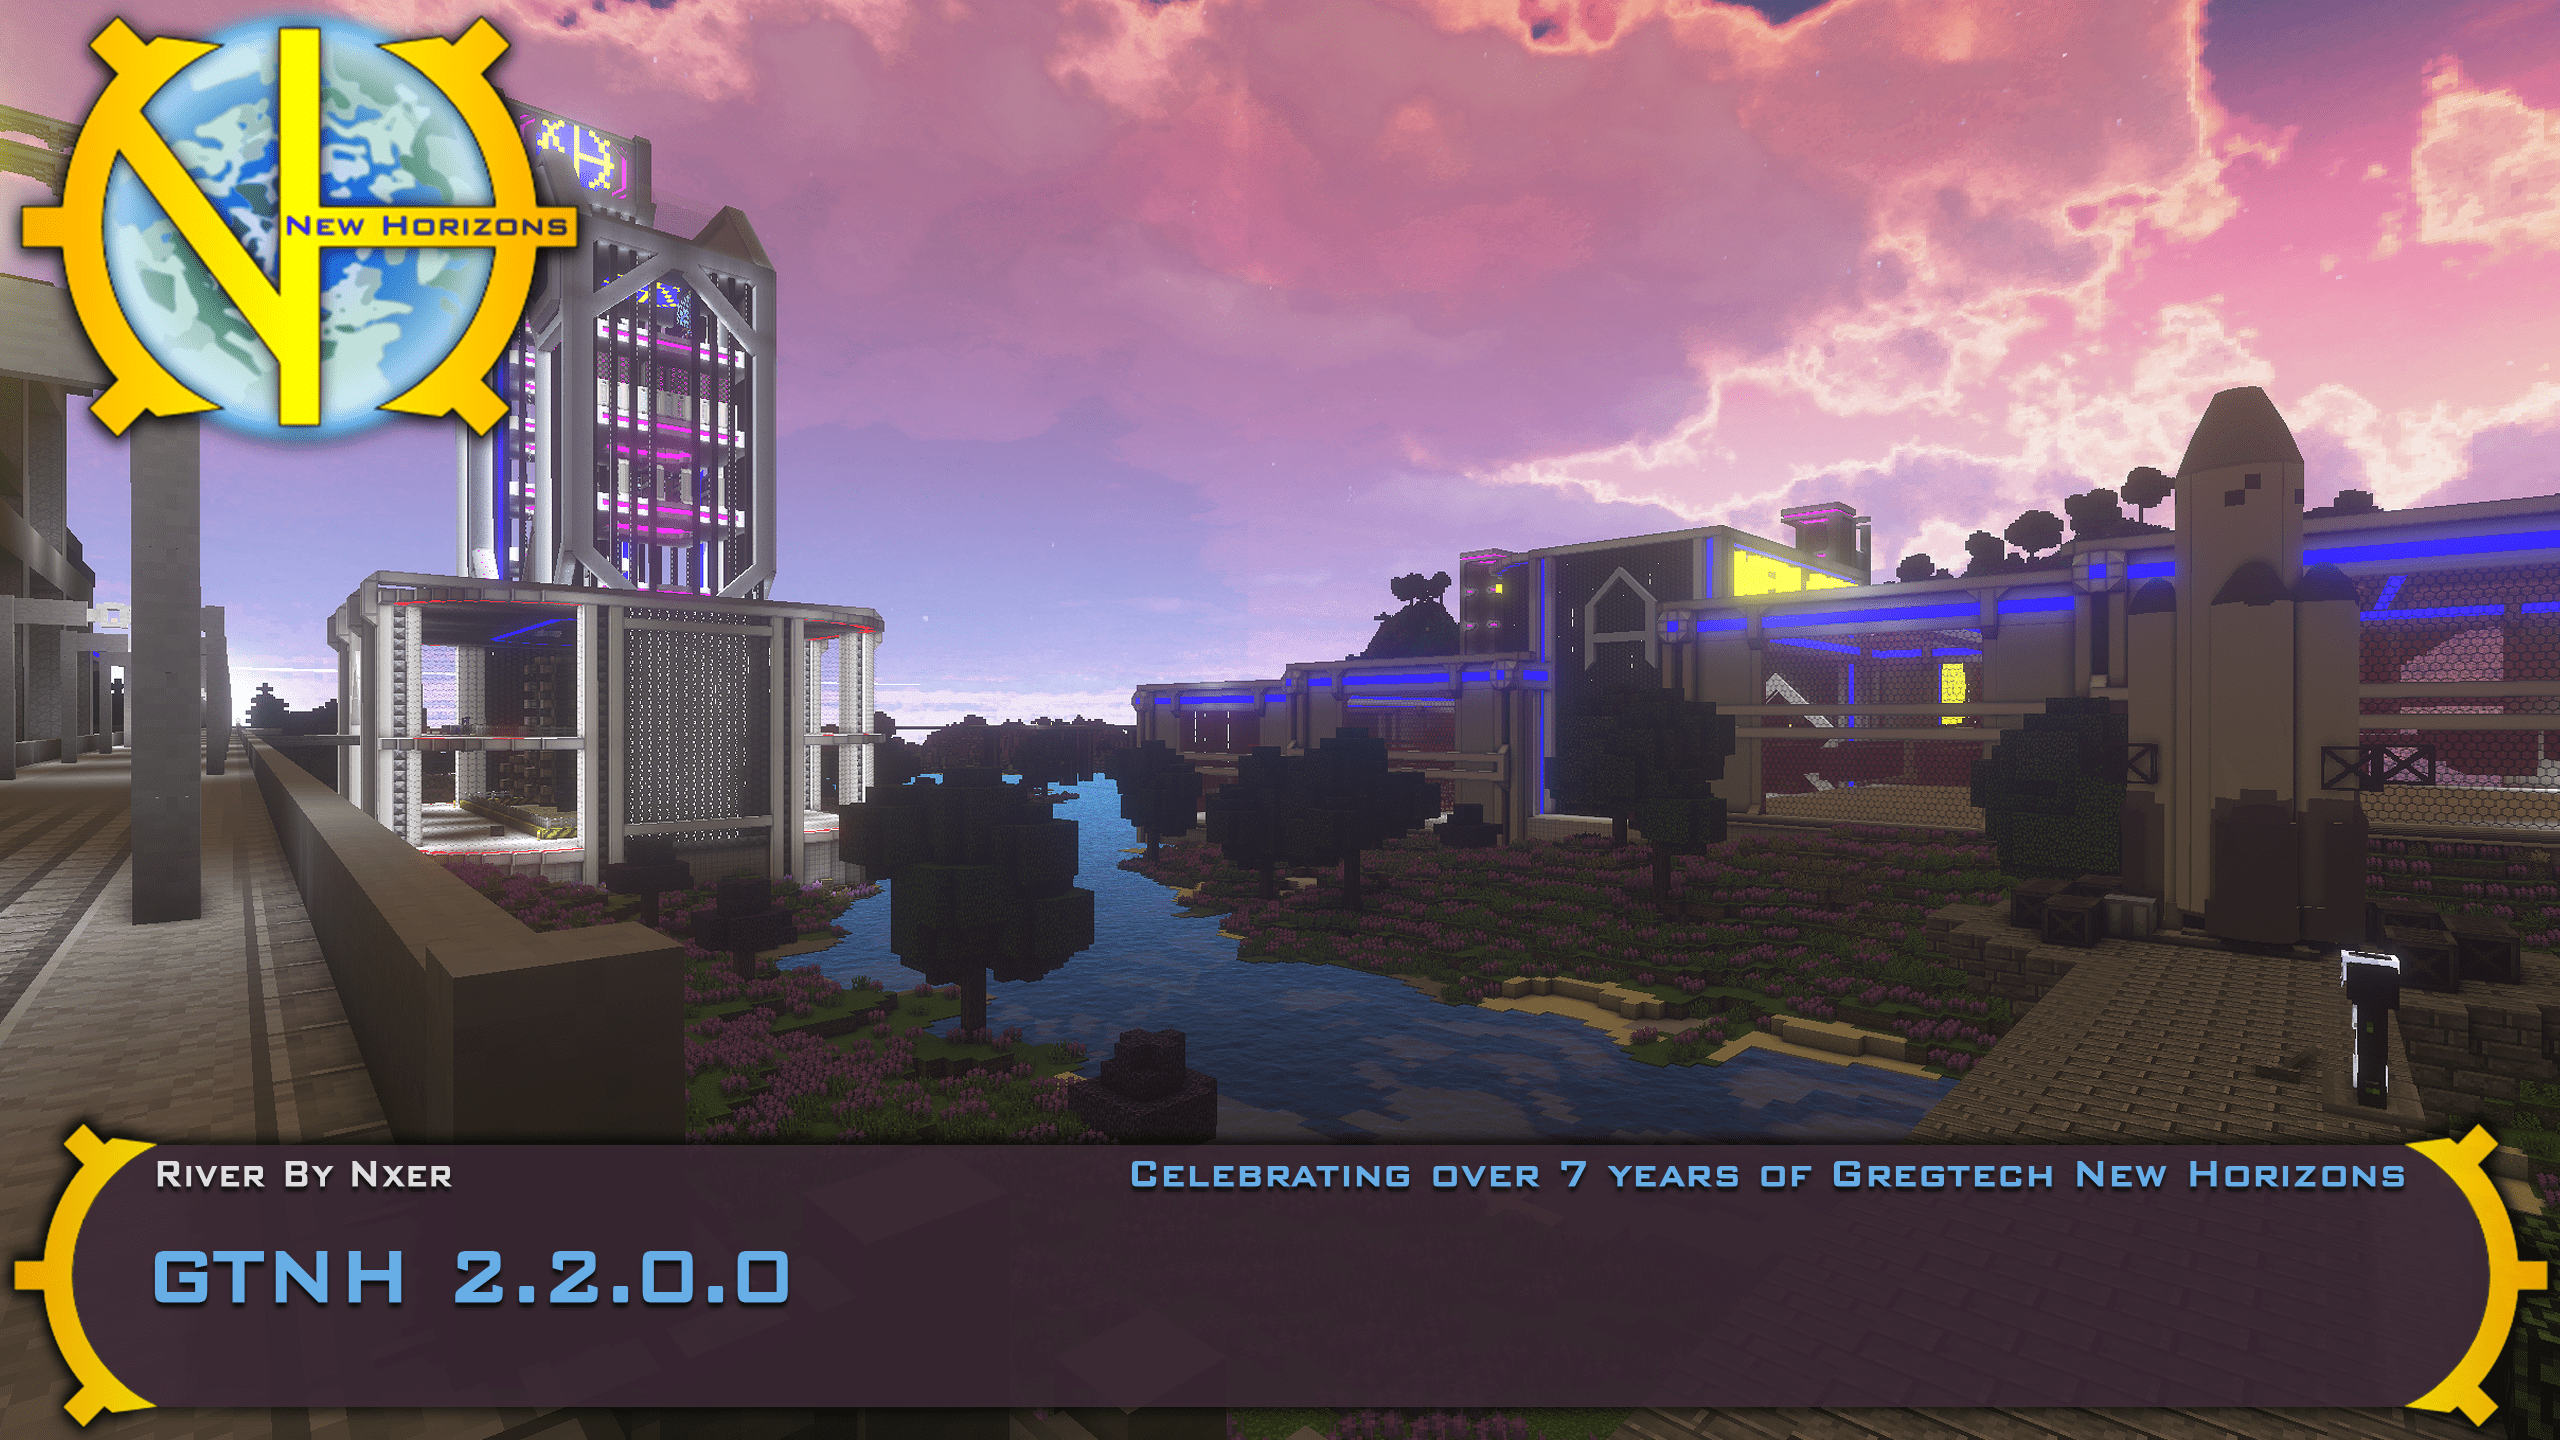 New Horizons
River By Nxer
Celebrating over 7 years of Gregtech New Horizons
GTNH 2.2.0.0